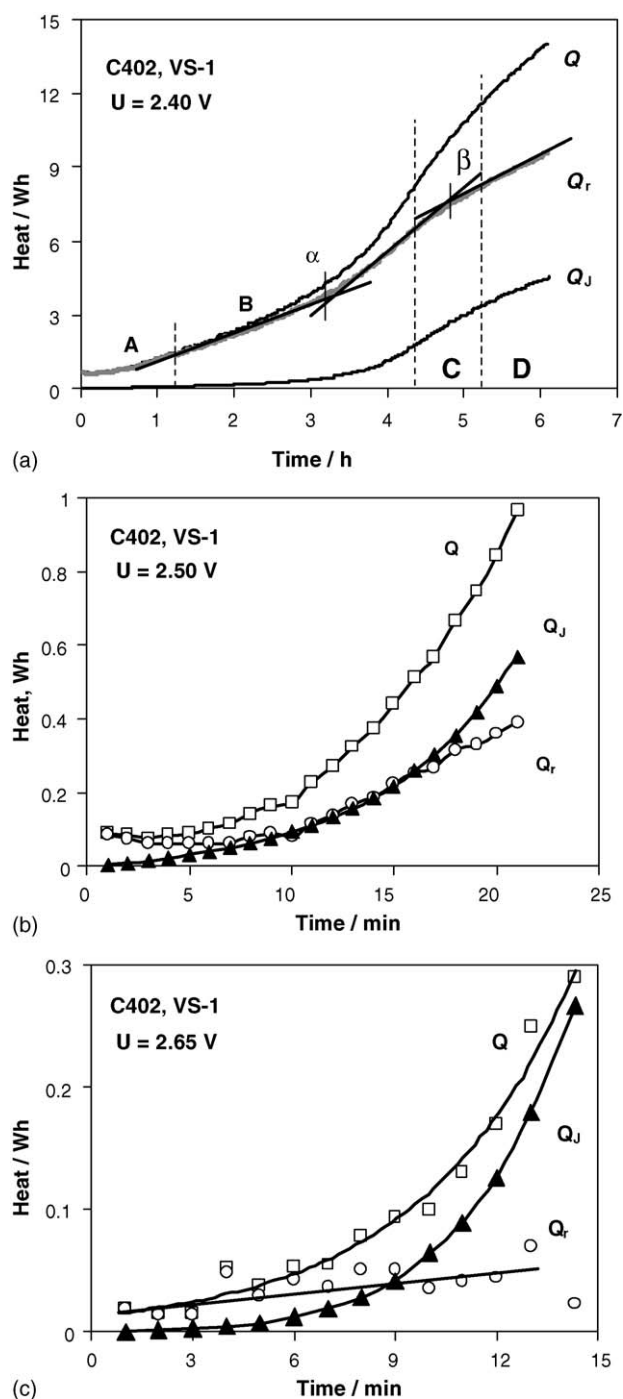 C402, VS-1
U = 2.40 V
Heat / Wh
15
12
9
6
3
0
Q
Qr
QJ
α
β
A
B
C
D
0 1 2 3 4 5 6 7
Time / h
(a)
C402, VS-1
U = 2.50 V
Heat, Wh
1
0.8
0.6
0.4
0.2
0
Q
QJ
Qr
0 5 10 15 20 25
Time / min
(b)
C402, VS-1
U = 2.65 V
Heat / Wh
0.3
0.2
0.1
0.0
Q
QJ
Qr
0 3 6 9 12 15
Time / min
(c)